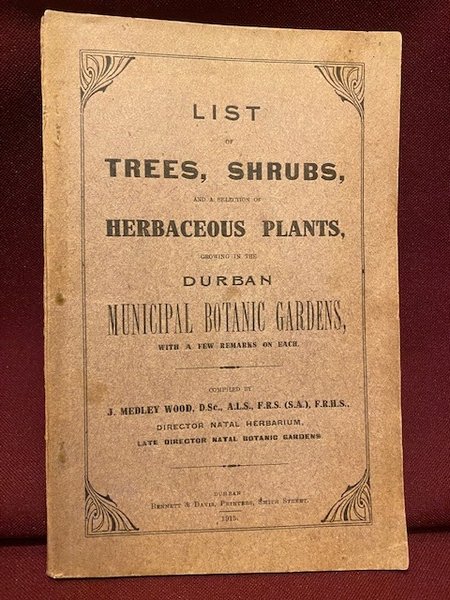 LIST
OF
TREES, SHRUBS,
AND A SELECTION OF
HERBACEOUS PLANTS,
GROWING IN THE
DURBAN
MUNICIPAL BOTANIC GARDENS,
WITH A FEW REMARKS ON EACH.
COMPILED BY
J. MEDLEY WOOD, D.Sc., A.L.S., F.R.S. (S.A.), F.R.H.S.,
DIRECTOR NATAL HERBARIUM,
LATE DIRECTOR NATAL BOTANIC GARDENS
DURBAN
BENNETT & DAVIS, PRINTERS, SMITH STREET.
1915.